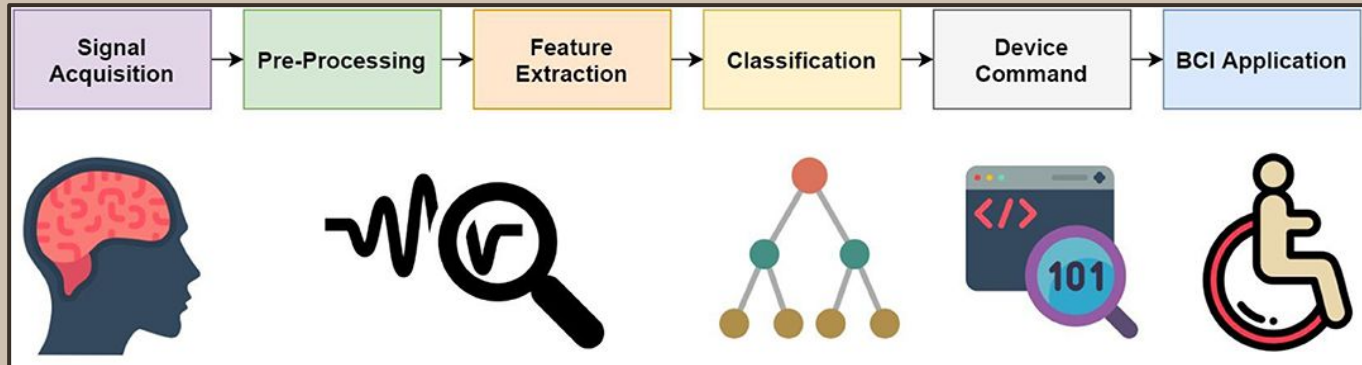 Signal
Acquisition
Pre-Processing
Feature
Extraction
Classification
Device
Command
BCI Application
</>
101